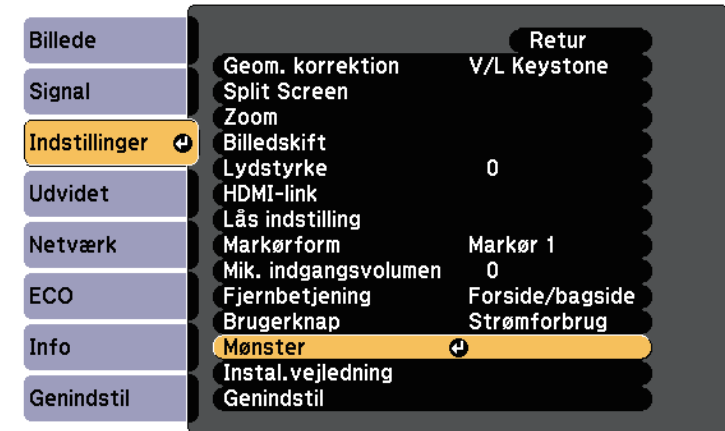 Billede
Signal
Indstillinger
Udvidet
Netværk
ECO
Info
Genindstil
Retur
Geom. korrektion V/L Keystone
Split Screen
Zoom
Billedskift
Lydstyrke 0
HDMI-link
Lås indstilling
Markørform Markør 1
Mik. indgangsvolumen 0
Fjernbetjening Forside/bagside
Brugerknap Strømforbrug
Mønster
Instal.vejledning
Genindstil